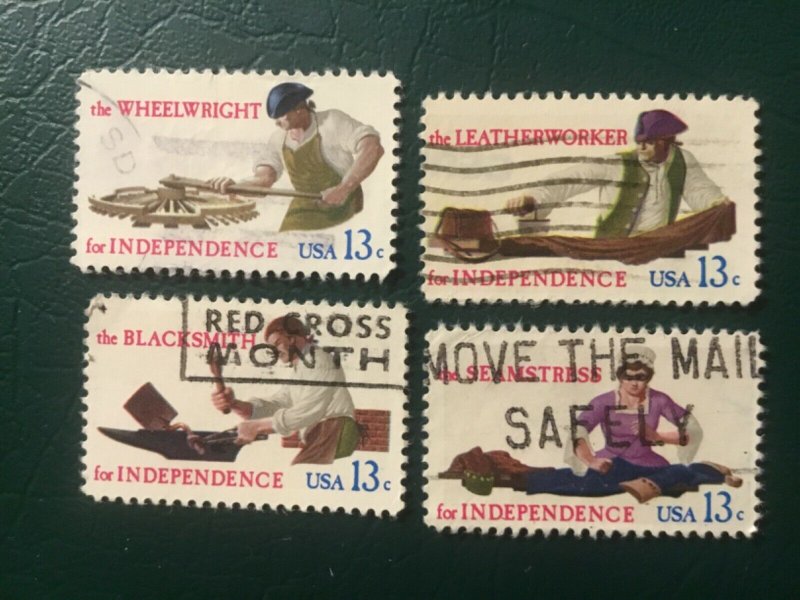 the WHEELWRIGHT
SD
for INDEPENDENCE
USA 13c
the LEATHERWORKER
for INDEPENDENCE
USA 13c
RED CROSS
MONTH
the BLACKSMITH
for INDEPENDENCE
USA 13c
MOVE THE MAIL
SAFELY
the SEAMSTRESS
for INDEPENDENCE
USA 13c